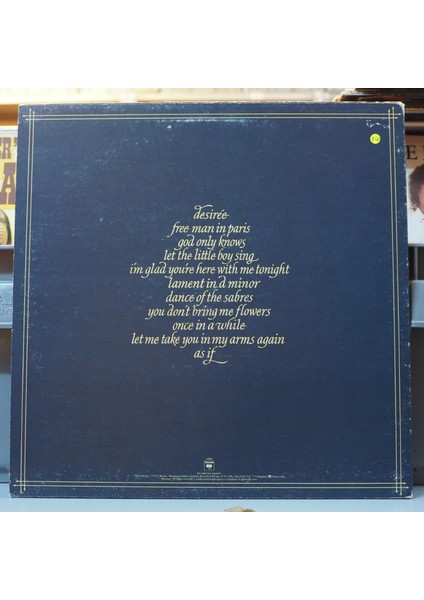 desirée
free man in paris
god only knows
let the little boy sing
i'm glad you're here with me tonight
lament in d minor
dance of the sabres
you don't bring me flowers
once in a while
let me take you in my arms again
as if